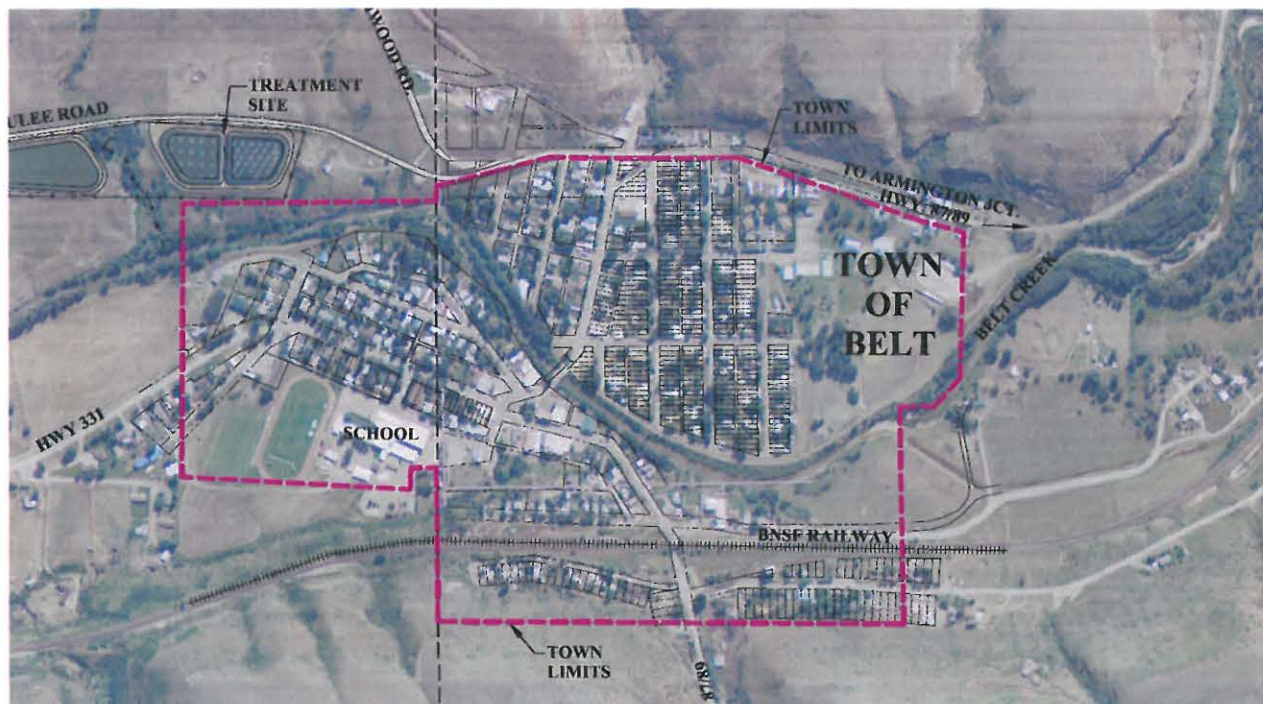 WOOD RD.
ULEE ROAD
TREATMENT
SITE
TOWN
LIMITS
TO ARMINGTON JCT.
HWY. 87/89
TOWN
OF
BELT
BELT CREEK
HWY 331
SCHOOL
BNSF RAILWAY
TOWN
LIMITS
87/89